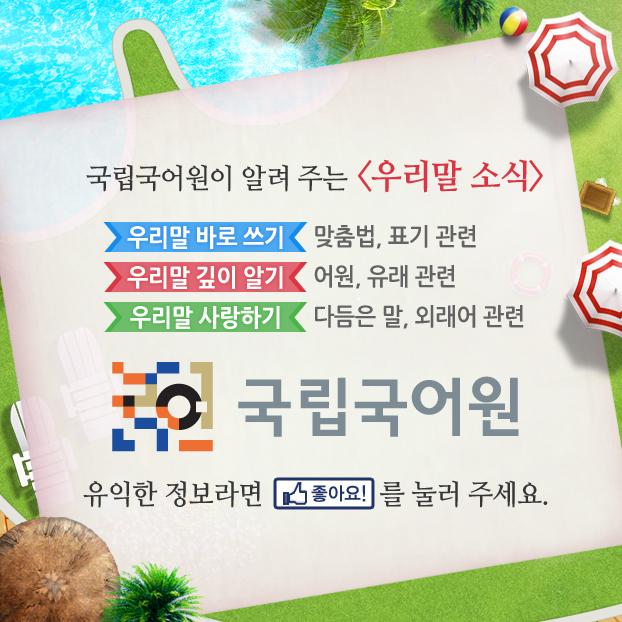 국립국어원이 알려 주는 〈우리말 소식〉
우리말 바로 쓰기 맞춤법, 표기 관련
우리말 깊이 알기 어원, 유래 관련
우리말 사랑하기 다듬은 말, 외래어 관련
국립국어원
유익한 정보라면 좋아요! 를 눌러 주세요.